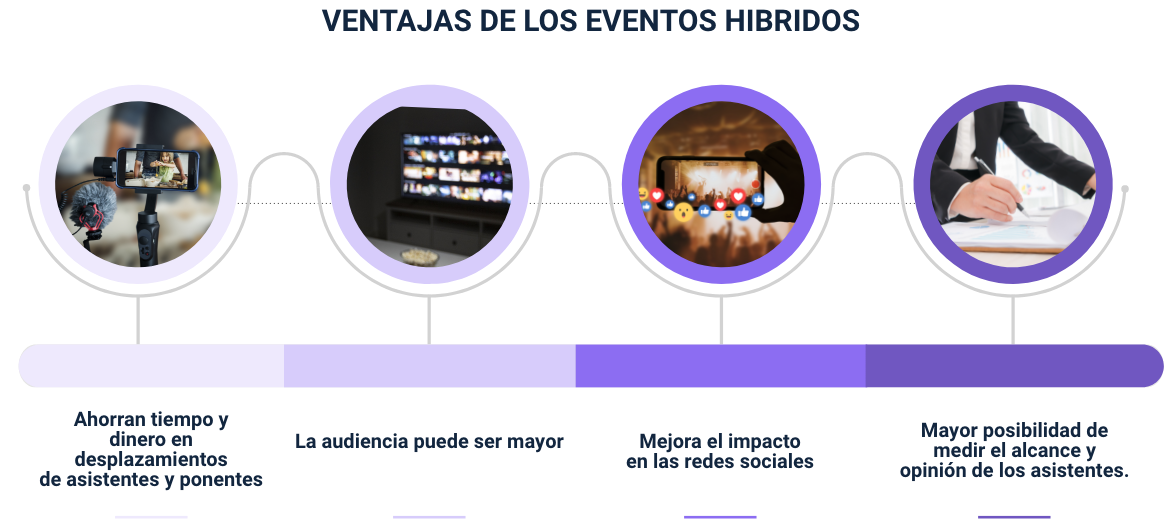 VENTAJAS DE LOS EVENTOS HIBRIDOS
Ahorran tiempo y
dinero en
desplazamientos
de asistentes y ponentes
La audiencia puede ser mayor
Mejora el impacto
en las redes sociales
Mayor posibilidad de
medir el alcance y
opinión de los asistentes.